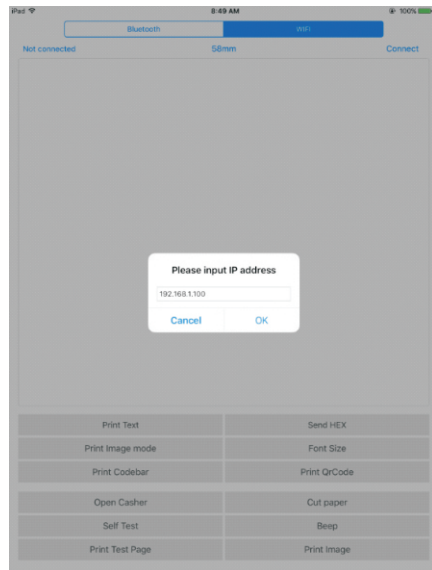 iPad 8:49 AM 100%
Bluetooth WIFI
Not connected 58mm Connect
Please input IP address
192.168.1.100
Cancel OK
Print Text Send HEX
Print Image mode Font Size
Print Codebar Print QrCode
Open Casher Cut paper
Self Test Beep
Print Test Page Print Image